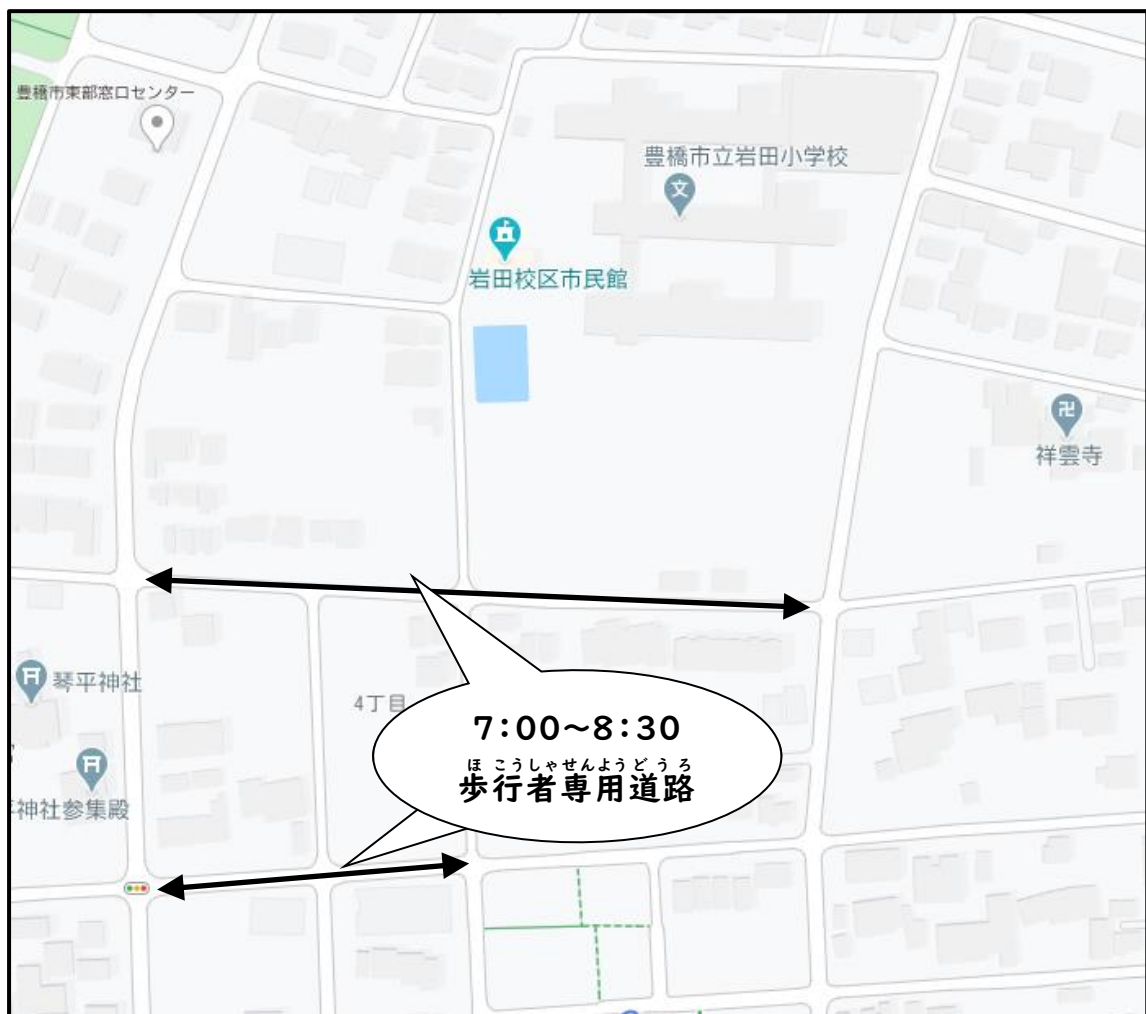 豊橋市東部窓口センター
豊橋市立岩田小学校
文
岩田校区市民館
卍
祥雲寺
琴平神社
4丁目
7:00～8:30
ほこうしゃせんようどうろ
歩行者専用道路
神社参集殿